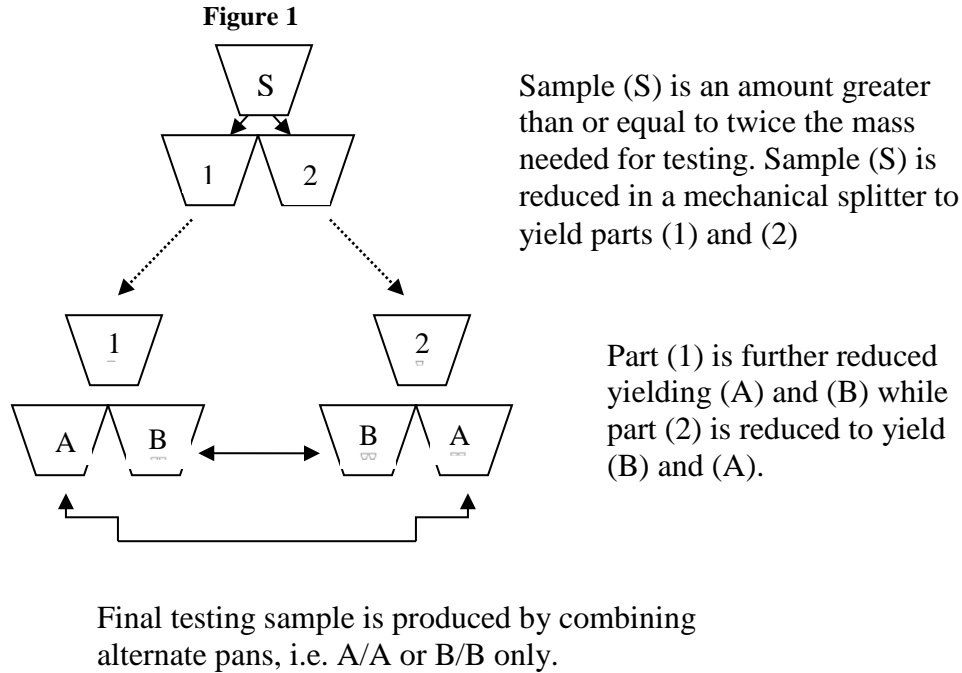 Figure 1
S
Sample (S) is an amount greater
than or equal to twice the mass
needed for testing. Sample (S) is
reduced in a mechanical splitter to
yield parts (1) and (2)
1 2
1 2
Part (1) is further reduced
yielding (A) and (B) while
part (2) is reduced to yield
(B) and (A).
A B B A
Final testing sample is produced by combining
alternate pans, i.e. A/A or B/B only.